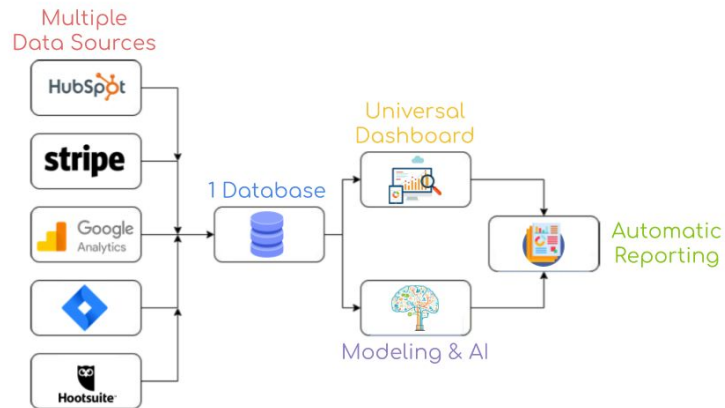 Multiple
Data Sources
HubSpot
stripe
Google
Analytics
Hootsuite
1 Database
Universal
Dashboard
Modeling & AI
Automatic
Reporting